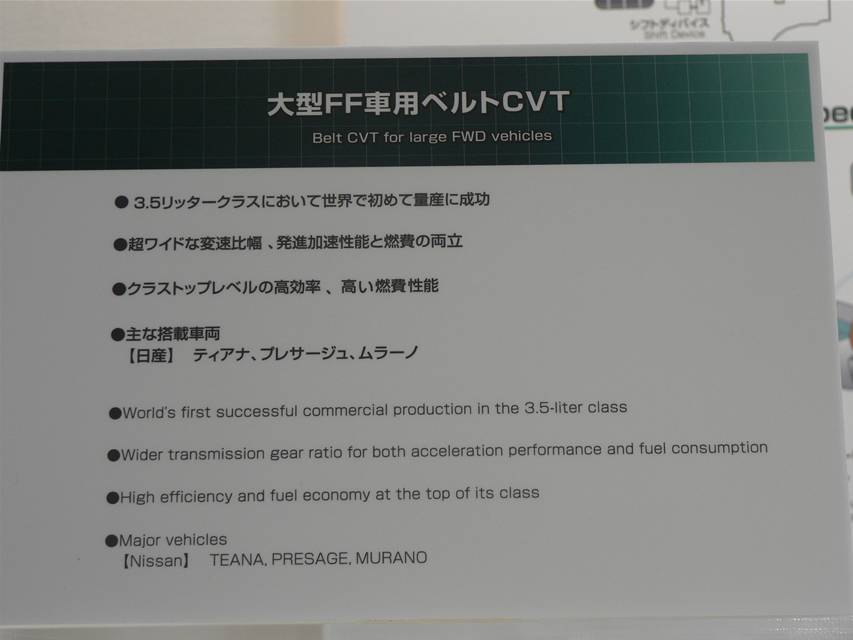 シフトディバイス
Shift Device
大型FF車用ベルトCVT
Belt CVT for large FWD vehicles
● 3.5リッタークラスにおいて世界で初めて量産に成功
●超ワイドな変速比幅 、発進加速性能と燃費の両立
●クラストップレベルの高効率 、 高い燃費性能
●主な搭載車両
【日産】 ティアナ、プレサージュ、ムラーノ
●World's first successful commercial production in the 3.5-liter class
●Wider transmission gear ratio for both acceleration performance and fuel consumption
●High efficiency and fuel economy at the top of its class
●Major vehicles
【Nissan】 TEANA, PRESAGE, MURANO